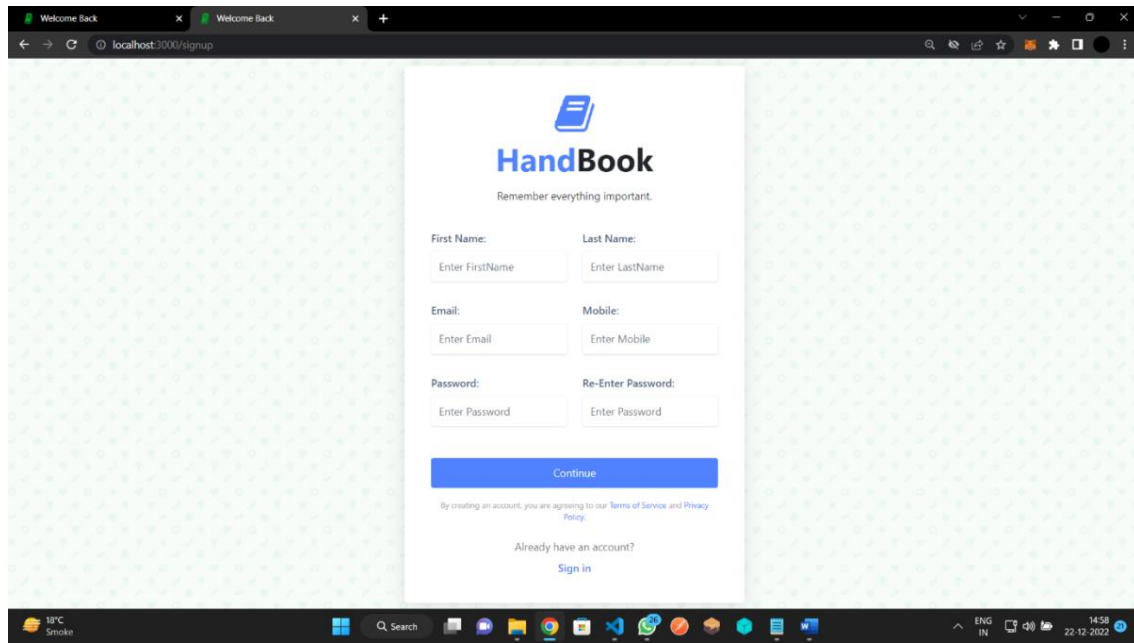 Welcome Back
Welcome Back
localhost:3000/signup
HandBook
Remember everything important.
First Name: Last Name:
Enter FirstName Enter LastName
Email: Mobile:
Enter Email Enter Mobile
Password: Re-Enter Password:
Enter Password Enter Password
Continue
By creating an account, you are agreeing to our Terms of Service and Privacy
Policy.
Already have an account?
Sign in
18°C
Smoke
Search
26
ENG
IN
14:58
22-12-2022
21